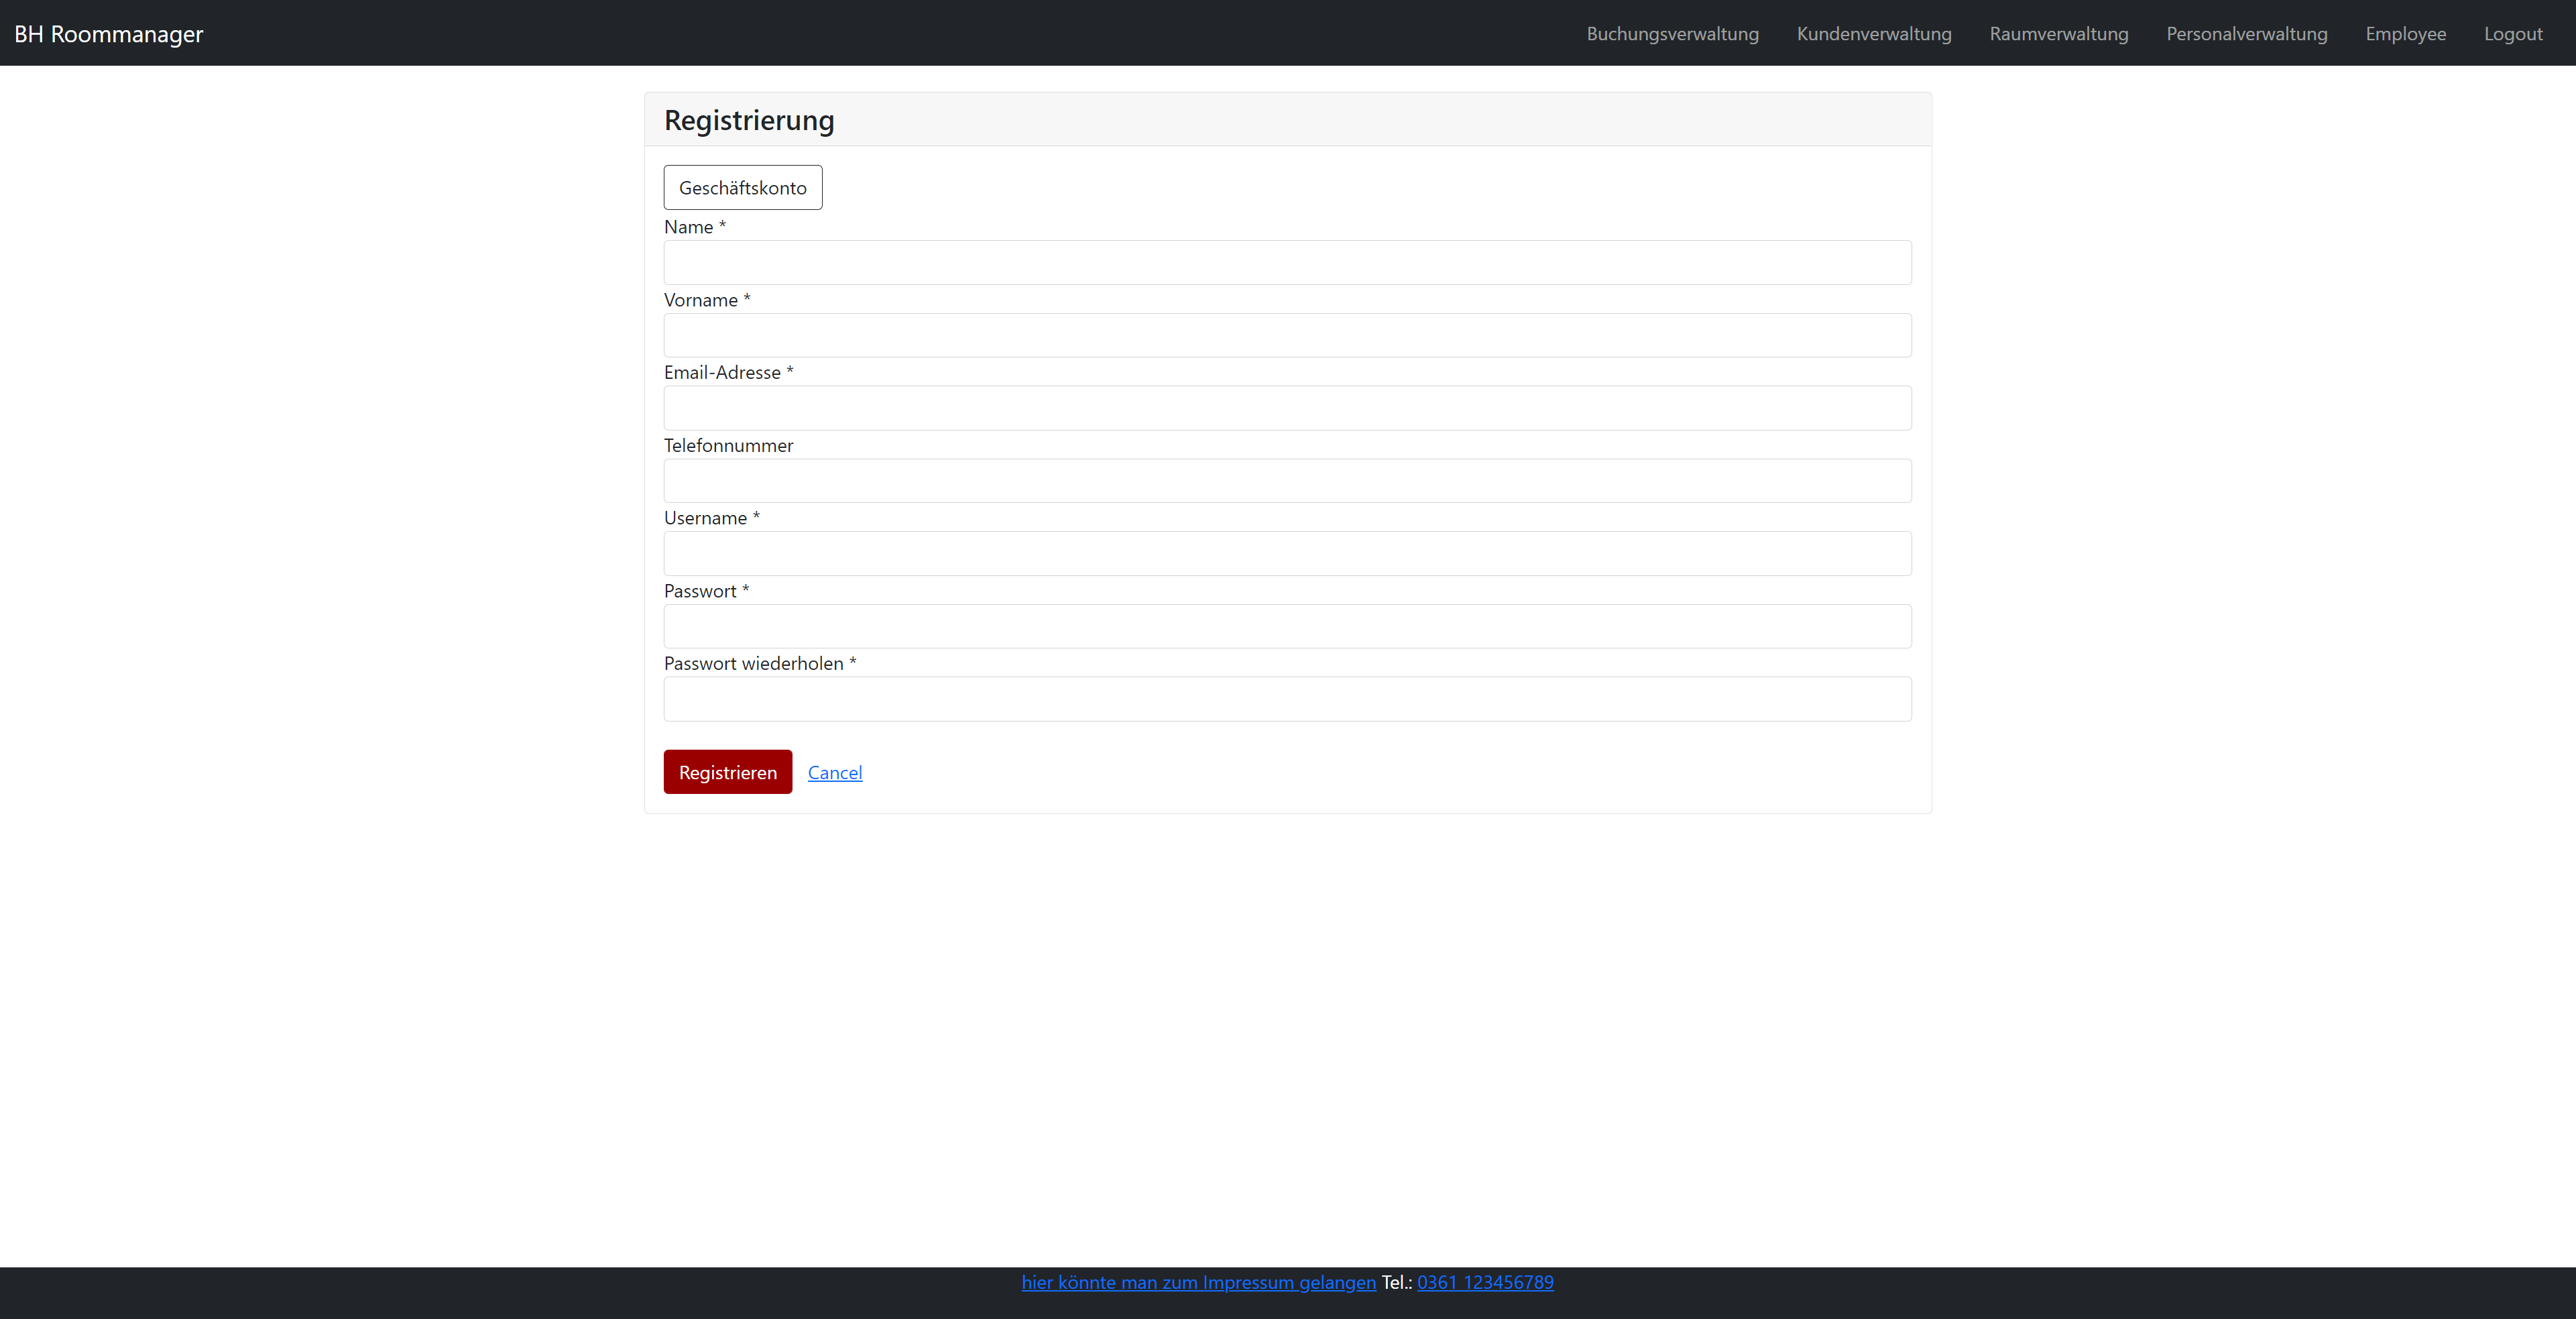 BH Roommanager Buchungsverwaltung Kundenverwaltung Raumverwaltung Personalverwaltung Employee Logout
Registrierung
Geschäftskonto
Name *
Vorname *
Email-Adresse *
Telefonnummer
Username *
Passwort *
Passwort wiederholen *
Registrieren Cancel
hier könnte man zum Impressum gelangen Tel.: 0361 123456789